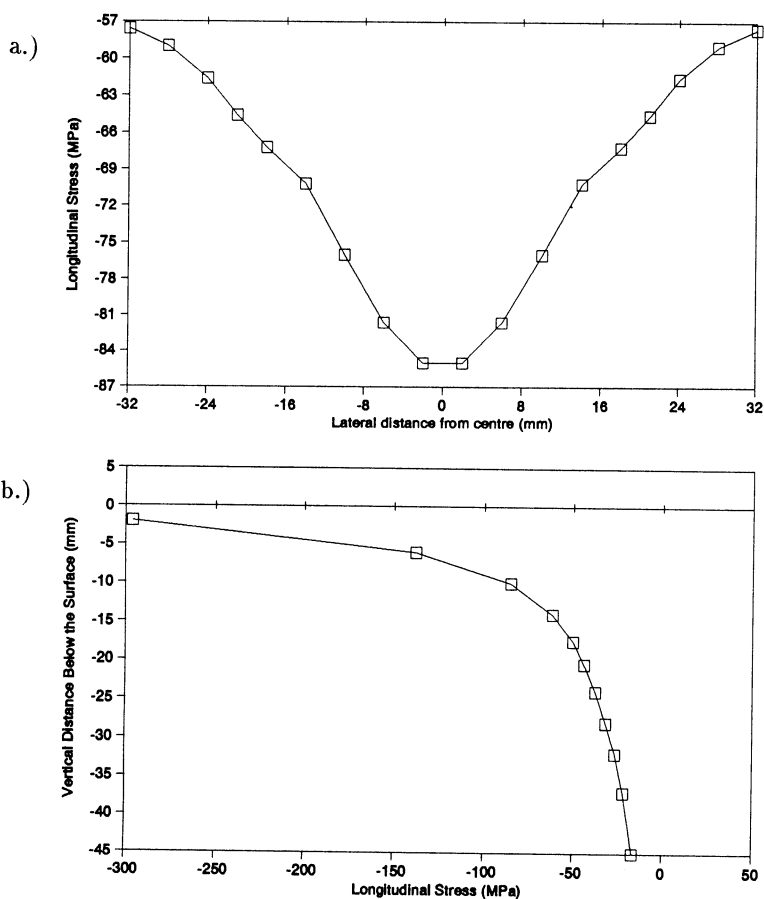 a.)
-57
-60
-63
-66
-69
-72
-75
-78
-81
-84
-87
Longitudinal Stress (MPa)
-32 -24 -16 -8 0 8 16 24 32
Lateral distance from centre (mm)
b.)
5
0
-5
-10
-15
-20
-25
-30
-35
-40
-45
Vertical Distance Below the Surface (mm)
-300 -250 -200 -150 -100 -50 0 50
Longitudinal Stress (MPa)